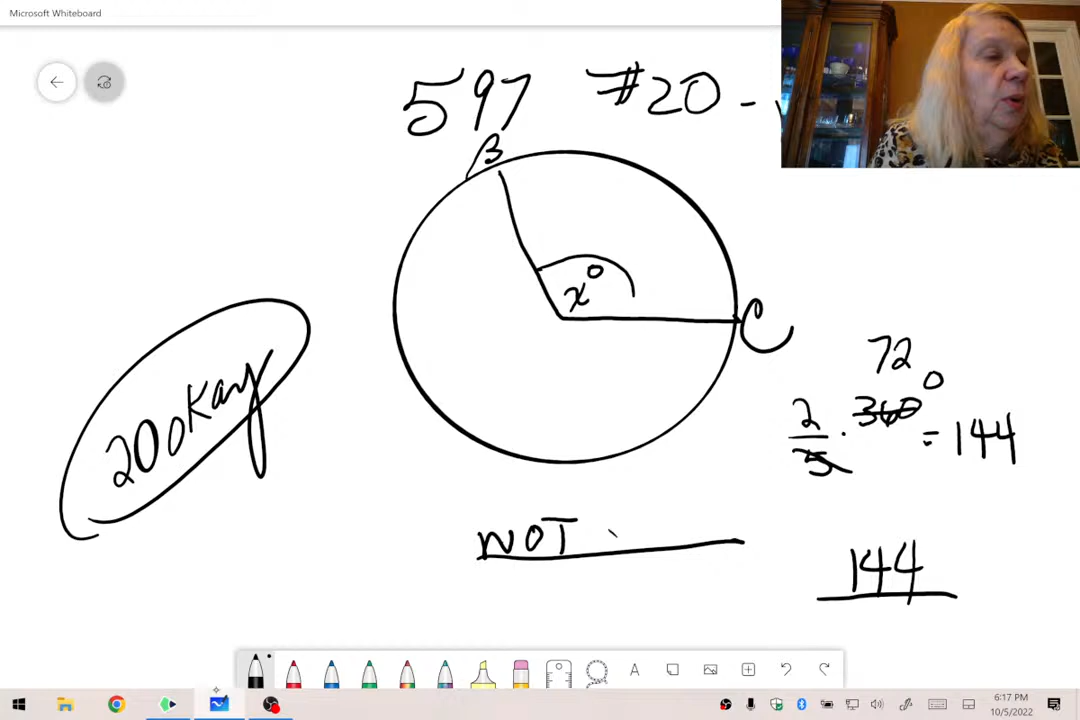 Microsoft Whiteboard
597 #20 -
B
x°
C
200Kay
72
2/5 · 360° = 144
NOT
144
A
6:17 PM
10/5/2022